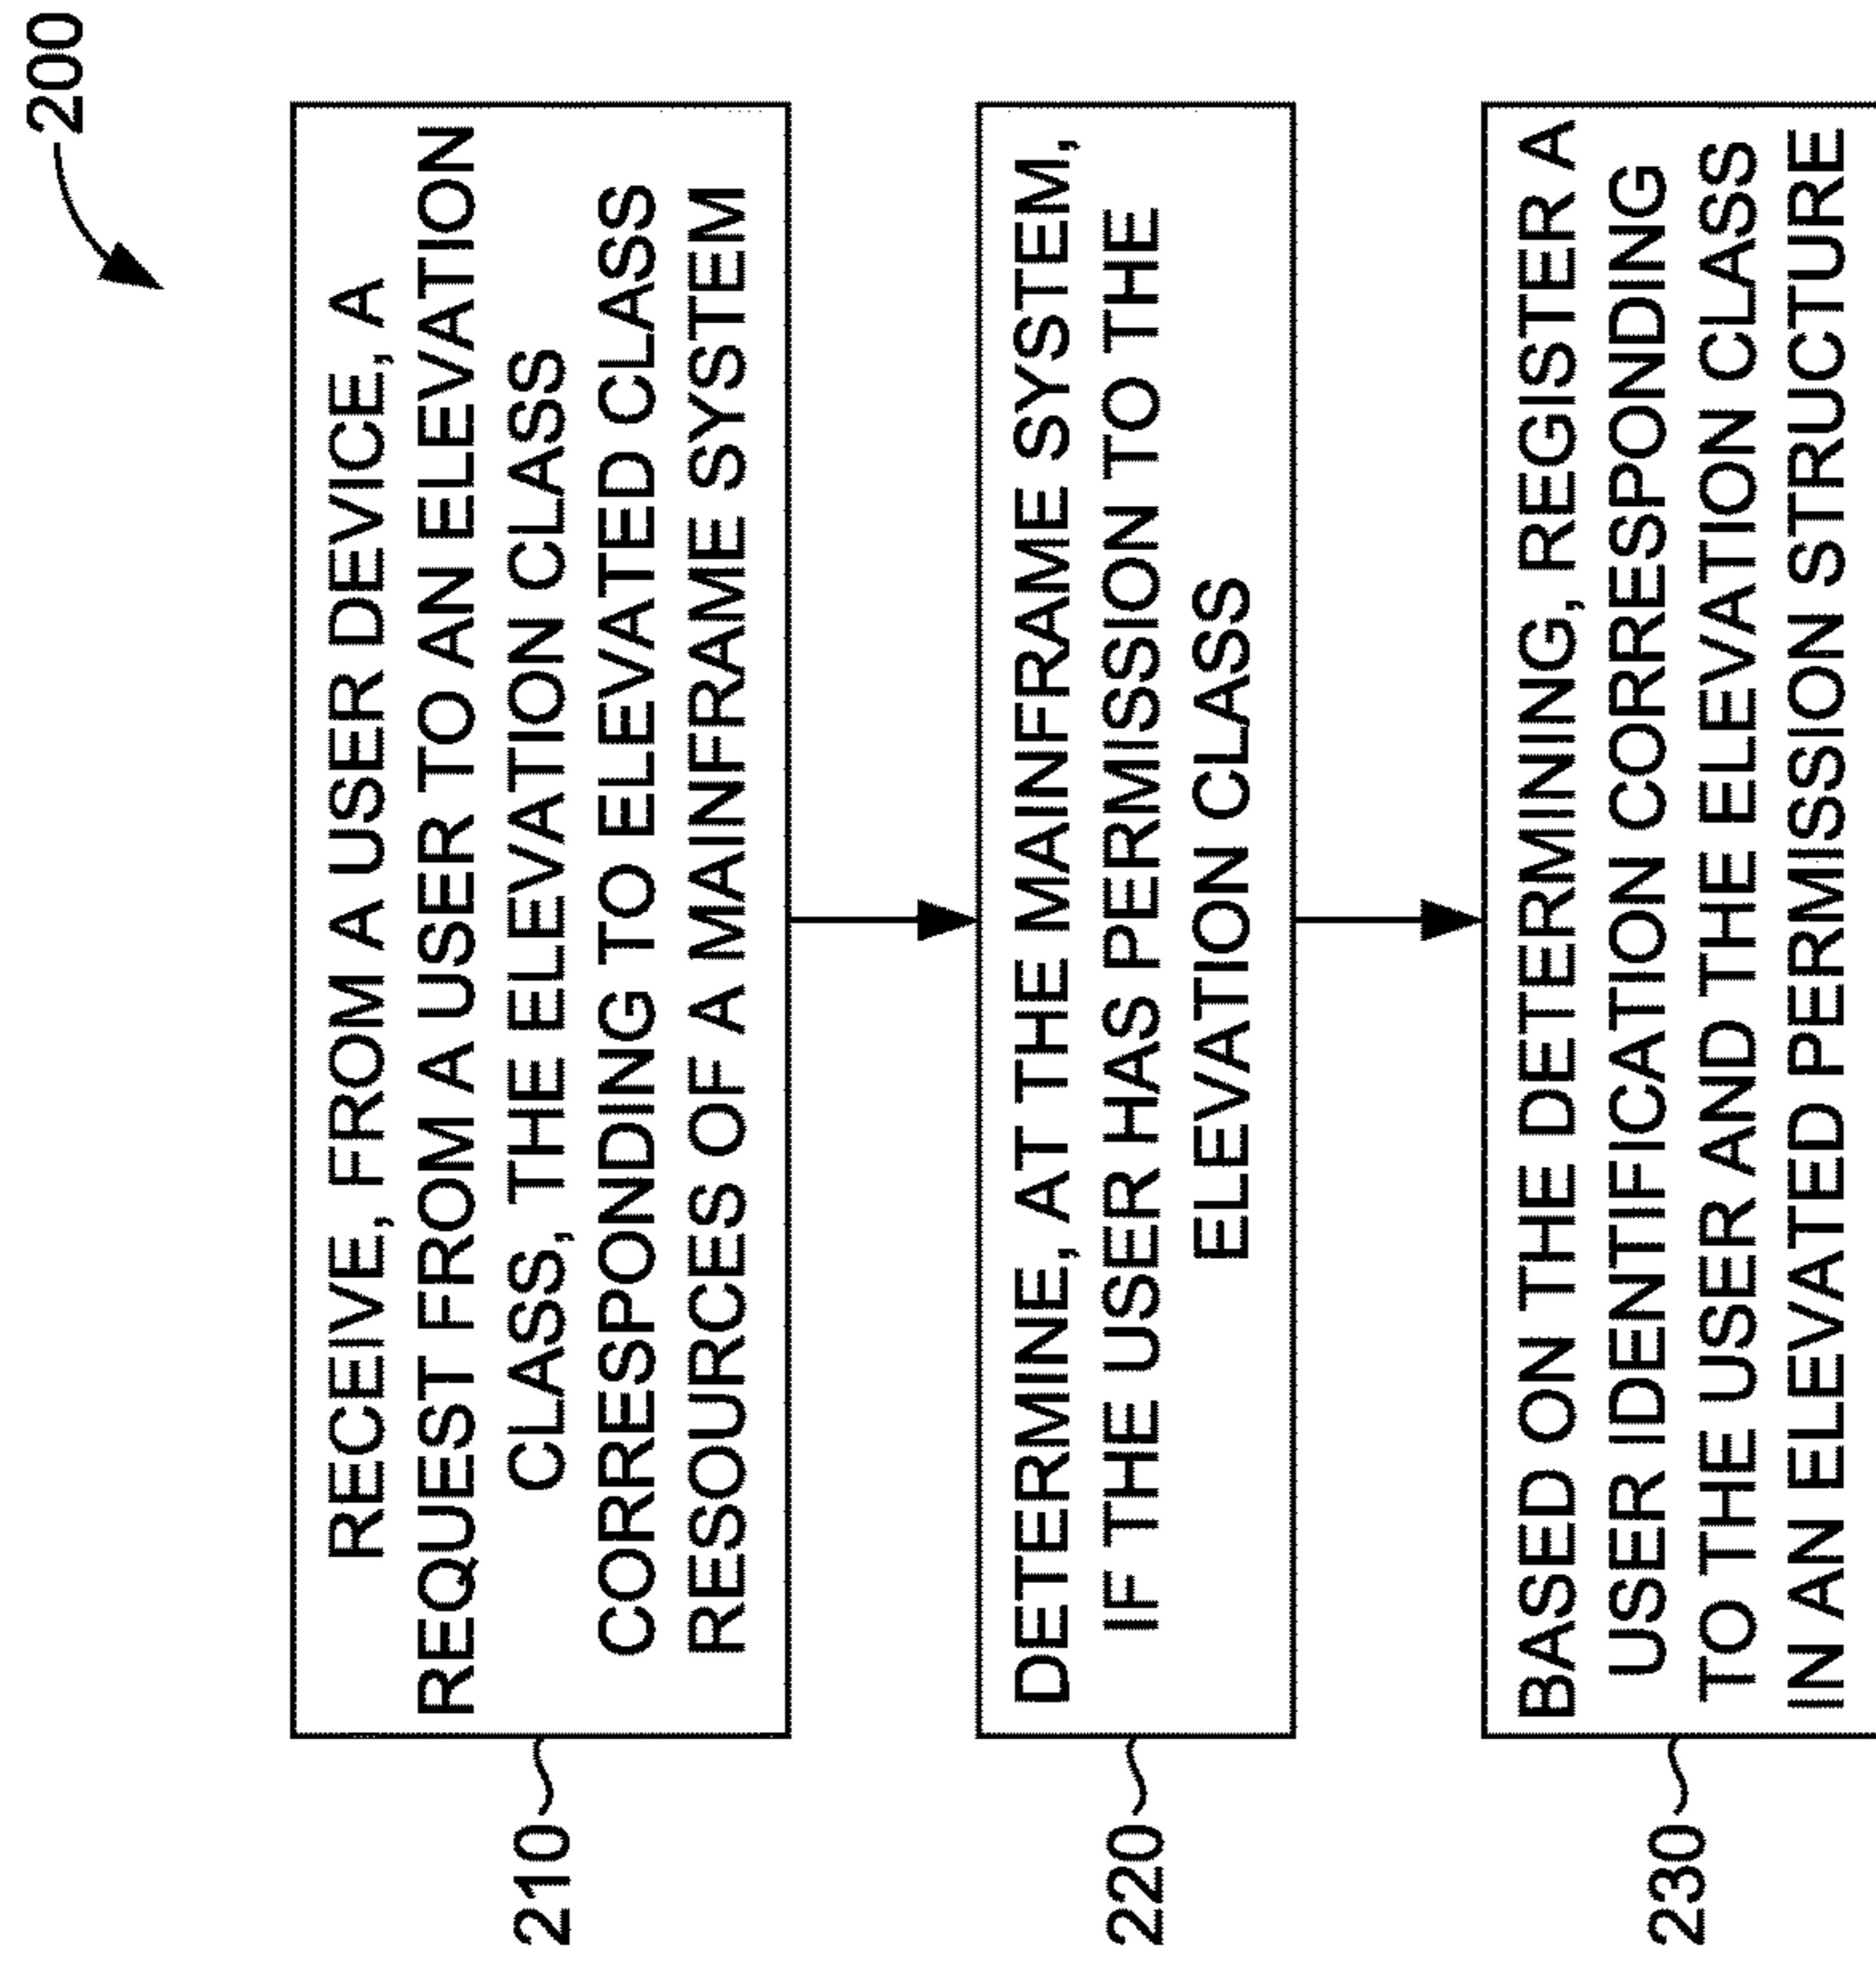 200
210
RECEIVE, FROM A USER DEVICE, A
REQUEST FROM A USER TO AN ELEVATION
CLASS, THE ELEVATION CLASS
CORRESPONDING TO ELEVATED CLASS
RESOURCES OF A MAINFRAME SYSTEM
220
DETERMINE, AT THE MAINFRAME SYSTEM,
IF THE USER HAS PERMISSION TO THE
ELEVATION CLASS
230
BASED ON THE DETERMINING, REGISTER A
USER IDENTIFICATION CORRESPONDING
TO THE USER AND THE ELEVATION CLASS
IN AN ELEVATED PERMISSION STRUCTURE